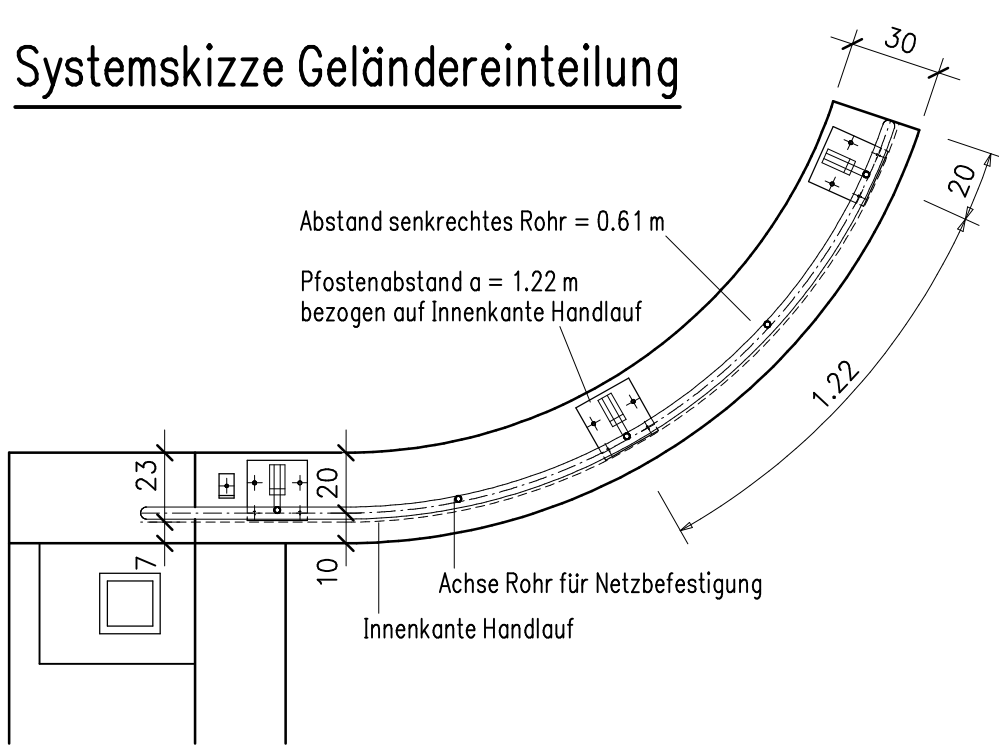 Systemskizze Geländereinteilung
30
20
Abstand senkrechtes Rohr = 0.61 m
Pfostenabstand a = 1.22 m
bezogen auf Innenkante Handlauf
1.22
23
20
7
10
Achse Rohr für Netzbefestigung
Innenkante Handlauf